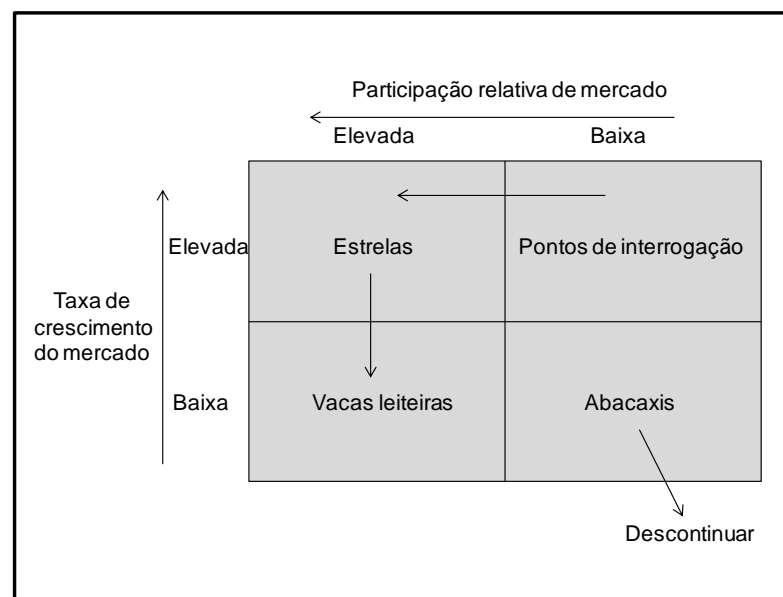 Participação relativa de mercado
Elevada Baixa
Elevada Estrelas Pontos de interrogação
Taxa de
crescimento
do mercado
Baixa Vacas leiteiras Abacaxis
Descontinuar